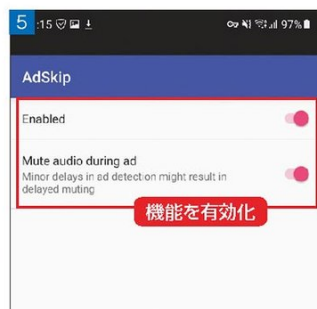 5 :15 97%
AdSkip
Enabled
Mute audio during ad
Minor delays in ad detection might result in
delayed muting
機能を有効化